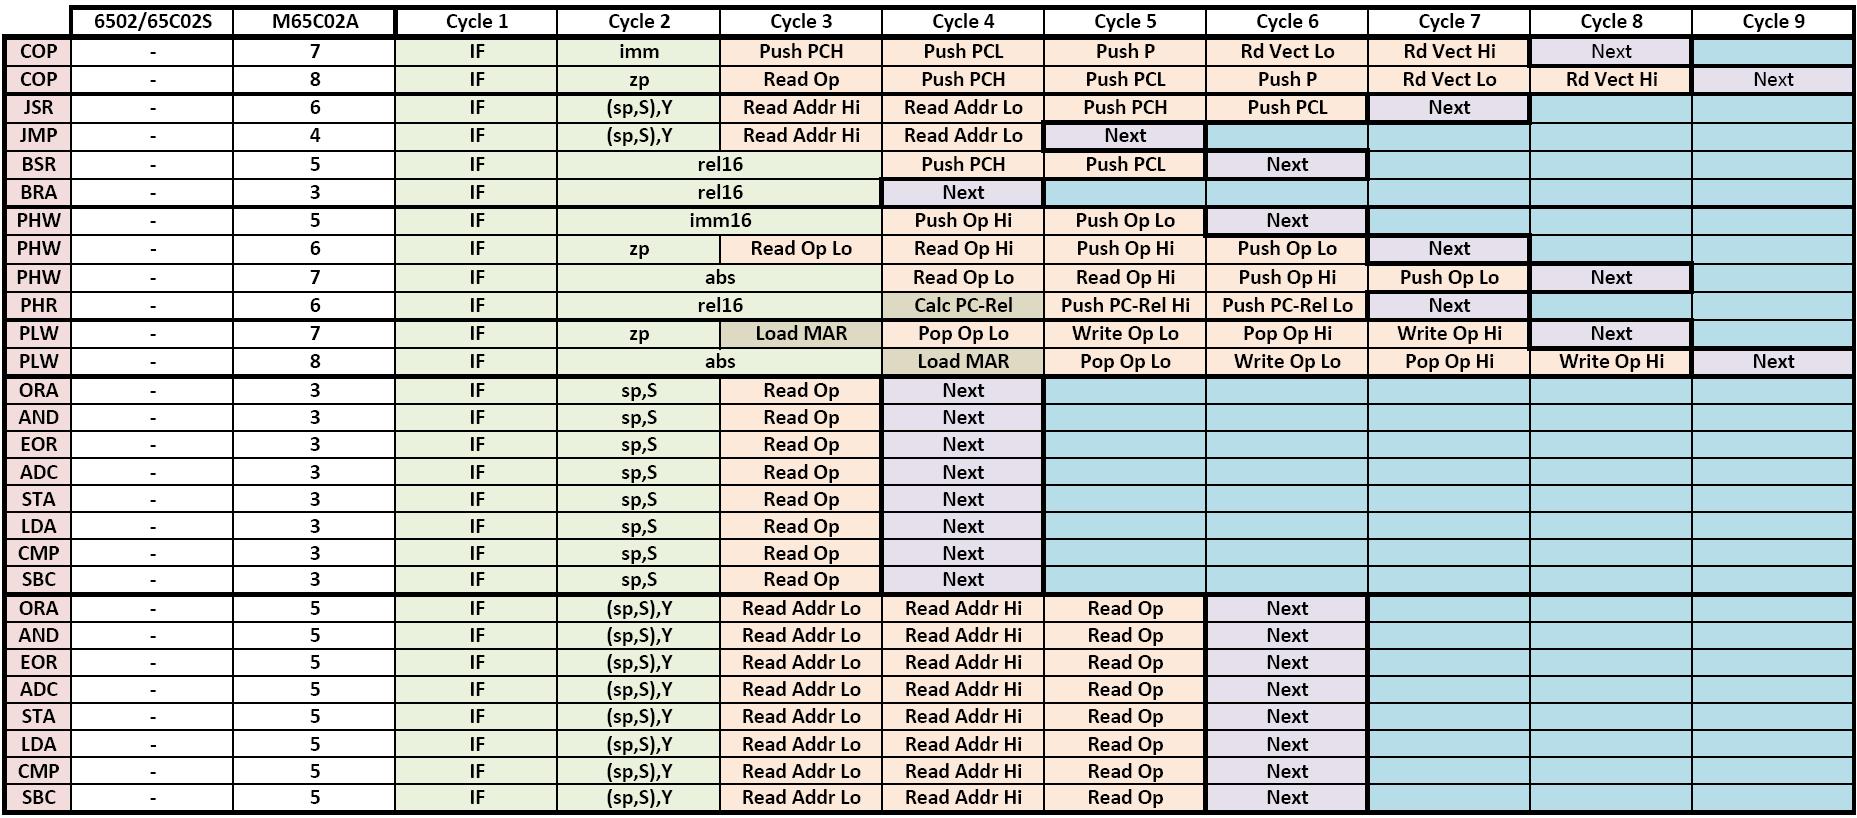 6502/65C02S M65C02A Cycle 1 Cycle 2 Cycle 3 Cycle 4 Cycle 5 Cycle 6 Cycle 7 Cycle 8 Cycle 9
COP - 7 IF imm Push PCH Push PCL Push P Rd Vect Lo Rd Vect Hi Next
COP - 8 IF zp Read Op Push PCH Push PCL Push P Rd Vect Lo Rd Vect Hi Next
JSR - 6 IF (sp,S),Y Read Addr Hi Read Addr Lo Push PCH Push PCL Next
JMP - 4 IF (sp,S),Y Read Addr Hi Read Addr Lo Next
BSR - 5 IF rel16 Push PCH Push PCL Next
BRA - 3 IF rel16 Next
PHW - 5 IF imm16 Push Op Hi Push Op Lo Next
PHW - 6 IF zp Read Op Lo Read Op Hi Push Op Hi Push Op Lo Next
PHW - 7 IF abs Read Op Lo Read Op Hi Push Op Hi Push Op Lo Next
PHR - 6 IF rel16 Calc PC-Rel Push PC-Rel Hi Push PC-Rel Lo Next
PLW - 7 IF zp Load MAR Pop Op Lo Write Op Lo Pop Op Hi Write Op Hi Next
PLW - 8 IF abs Load MAR Pop Op Lo Write Op Lo Pop Op Hi Write Op Hi Next
ORA - 3 IF sp,S Read Op Next
AND - 3 IF sp,S Read Op Next
EOR - 3 IF sp,S Read Op Next
ADC - 3 IF sp,S Read Op Next
STA - 3 IF sp,S Read Op Next
LDA - 3 IF sp,S Read Op Next
CMP - 3 IF sp,S Read Op Next
SBC - 3 IF sp,S Read Op Next
ORA - 5 IF (sp,S),Y Read Addr Lo Read Addr Hi Read Op Next
AND - 5 IF (sp,S),Y Read Addr Lo Read Addr Hi Read Op Next
EOR - 5 IF (sp,S),Y Read Addr Lo Read Addr Hi Read Op Next
ADC - 5 IF (sp,S),Y Read Addr Lo Read Addr Hi Read Op Next
STA - 5 IF (sp,S),Y Read Addr Lo Read Addr Hi Read Op Next
LDA - 5 IF (sp,S),Y Read Addr Lo Read Addr Hi Read Op Next
CMP - 5 IF (sp,S),Y Read Addr Lo Read Addr Hi Read Op Next
SBC - 5 IF (sp,S),Y Read Addr Lo Read Addr Hi Read Op Next